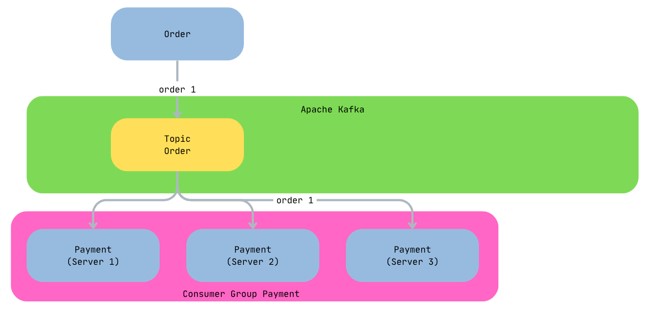 Order
order 1
Apache Kafka
Topic
Order
order 1
Payment
(Server 1)
Payment
(Server 2)
Payment
(Server 3)
Consumer Group Payment